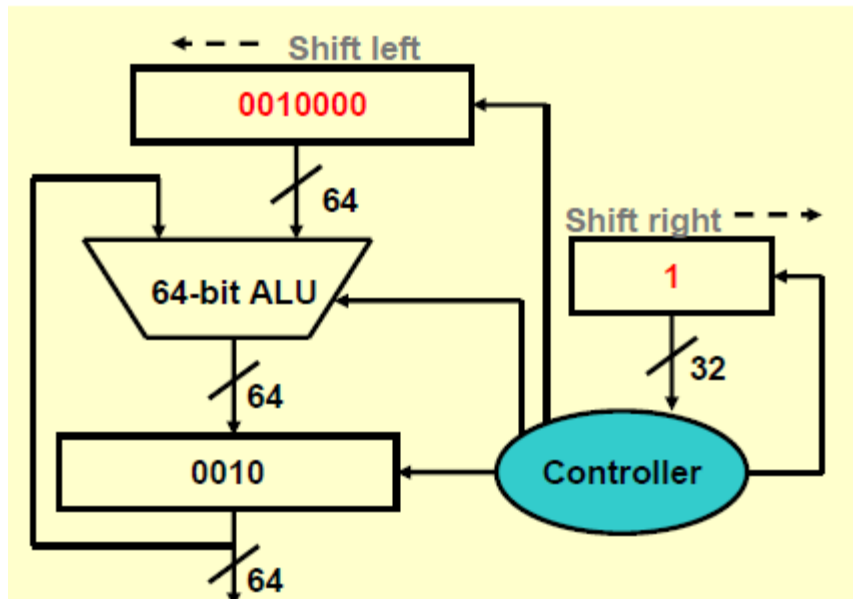 Shift left
0010000
64
Shift right
64-bit ALU
1
32
64
0010
Controller
64